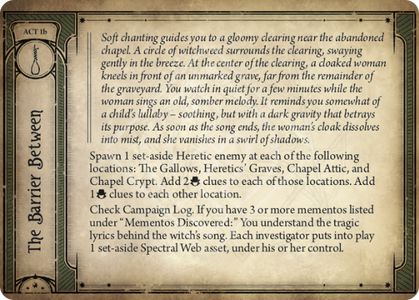 ACT 1b
The Barrier Between
Soft chanting guides you to a gloomy clearing near the abandoned
chapel. A circle of witchweed surrounds the clearing, swaying
gently in the breeze. At the center of the clearing, a cloaked woman
kneels in front of an unmarked grave, far from the remainder of
the graveyard. You watch in quiet for a few minutes while the
woman sings an old, somber melody. It reminds you somewhat of
a child's lullaby – soothing, but with a dark gravity that betrays
its purpose. As soon as the song ends, the woman's cloak dissolves
into mist, and she vanishes in a swirl of shadows.
Spawn 1 set-aside Heretic enemy at each of the following
locations: The Gallows, Heretics' Graves, Chapel Attic, and
Chapel Crypt. Add 2 clues to each of those locations. Add
1 clues to each other location.
Check Campaign Log. If you have 3 or more mementos listed
under "Mementos Discovered:" You understand the tragic
lyrics behind the witch's song. Each investigator puts into play
1 set-aside Spectral Web asset, under his or her control.